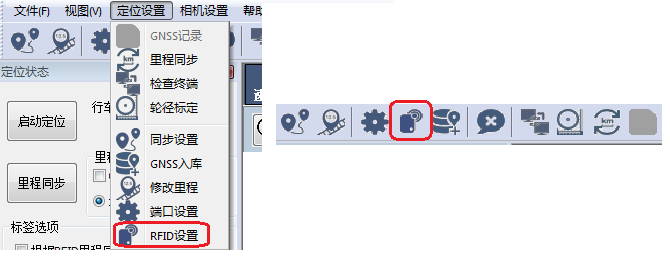 文件(F) 视图(V) 定位设置 相机设置 帮助
GNSS记录
里程同步
检查终端
轮径标定
同步设置
GNSS入库
修改里程
端口设置
RFID设置
定位状态
启动定位
行车
里程
里程同步
标签选项
km